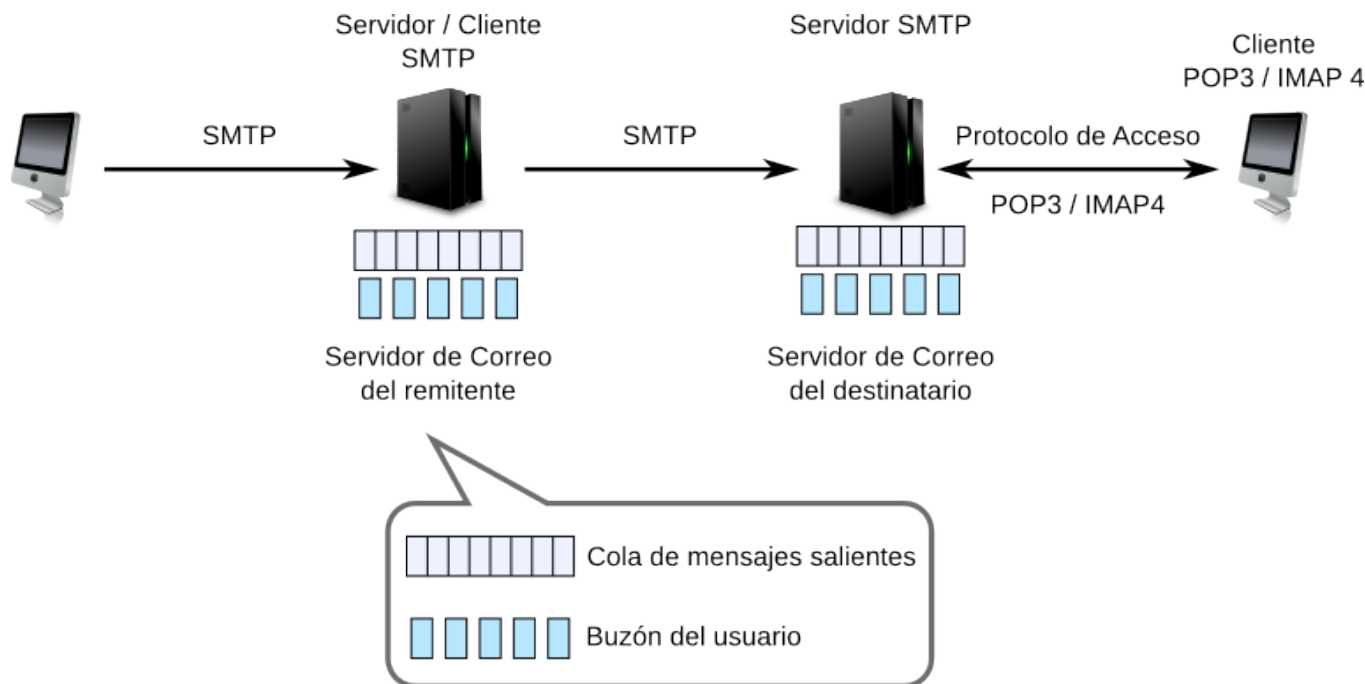 Servidor / Cliente
SMTP
Servidor SMTP
Cliente
POP3 / IMAP 4
SMTP
SMTP
Protocolo de Acceso
POP3 / IMAP4
Servidor de Correo
del remitente
Servidor de Correo
del destinatario
Cola de mensajes salientes
Buzón del usuario